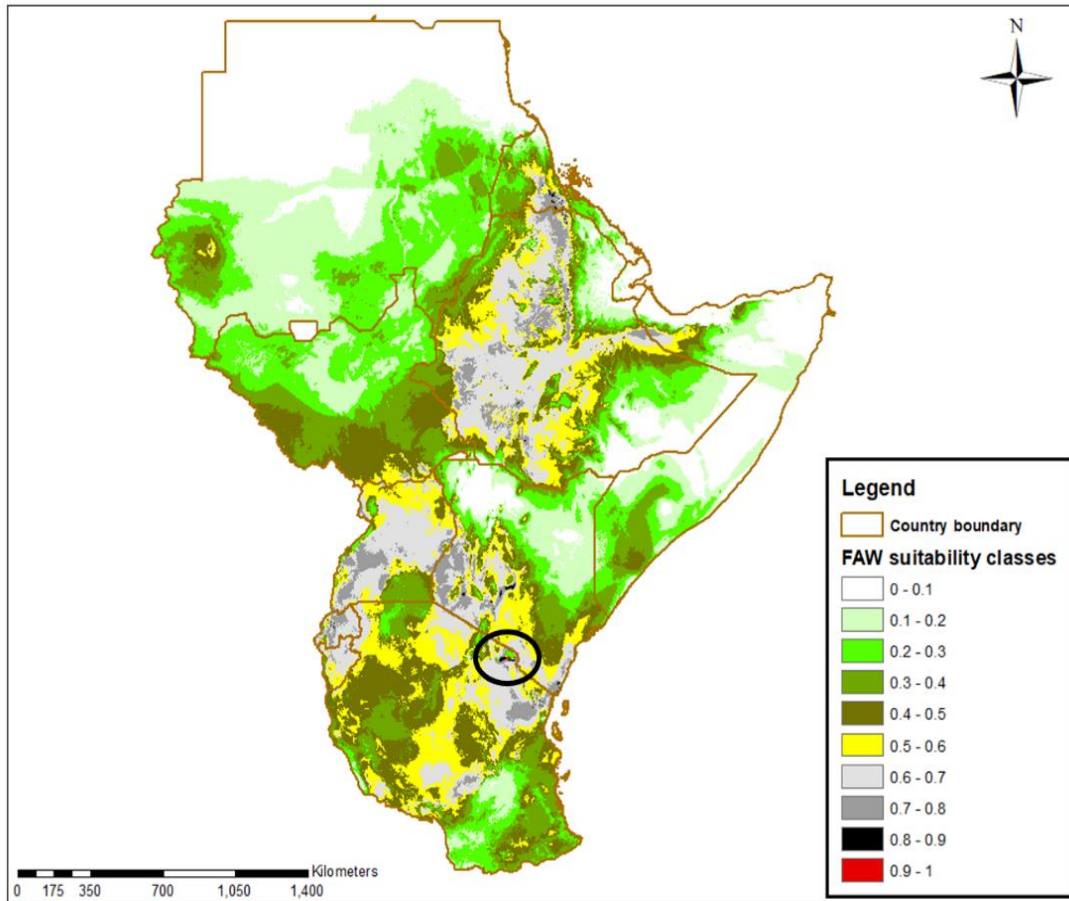 N
Legend
Country boundary
FAW suitability classes
0 - 0.1
0.1 - 0.2
0.2 - 0.3
0.3 - 0.4
0.4 - 0.5
0.5 - 0.6
0.6 - 0.7
0.7 - 0.8
0.8 - 0.9
0.9 - 1
Kilometers
0 175 350 700 1,050 1,400